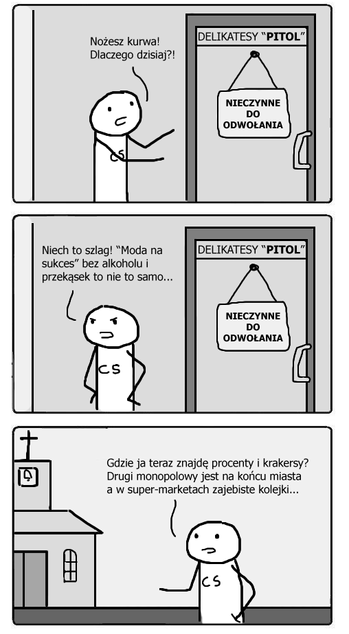 Nożesz kurwa!
Dlaczego dzisiaj?!
DELIKATESY “PITOL”
NIECZYNNE
DO
ODWOŁANIA
CS
Niech to szlag! “Moda na
sukces” bez alkoholu i
przekąsek to nie to samo...
DELIKATESY “PITOL”
NIECZYNNE
DO
ODWOŁANIA
CS
Gdzie ja teraz znajdę procenty i krakersy?
Drugi monopolowy jest na końcu miasta
a w super-marketach zajebiste kolejki...
CS